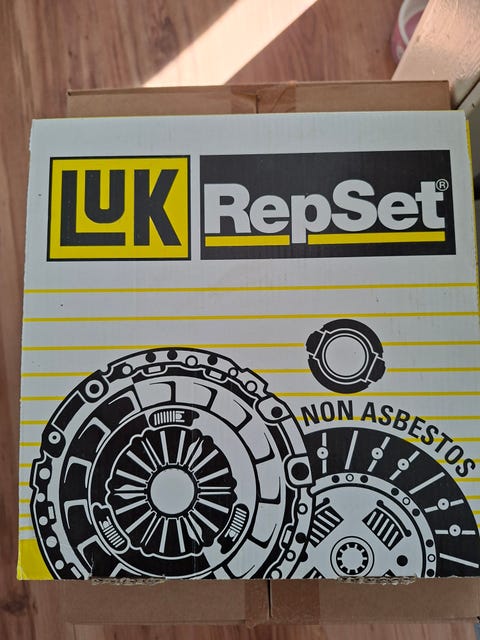 LUK
RepSet®
NON ASBESTOS